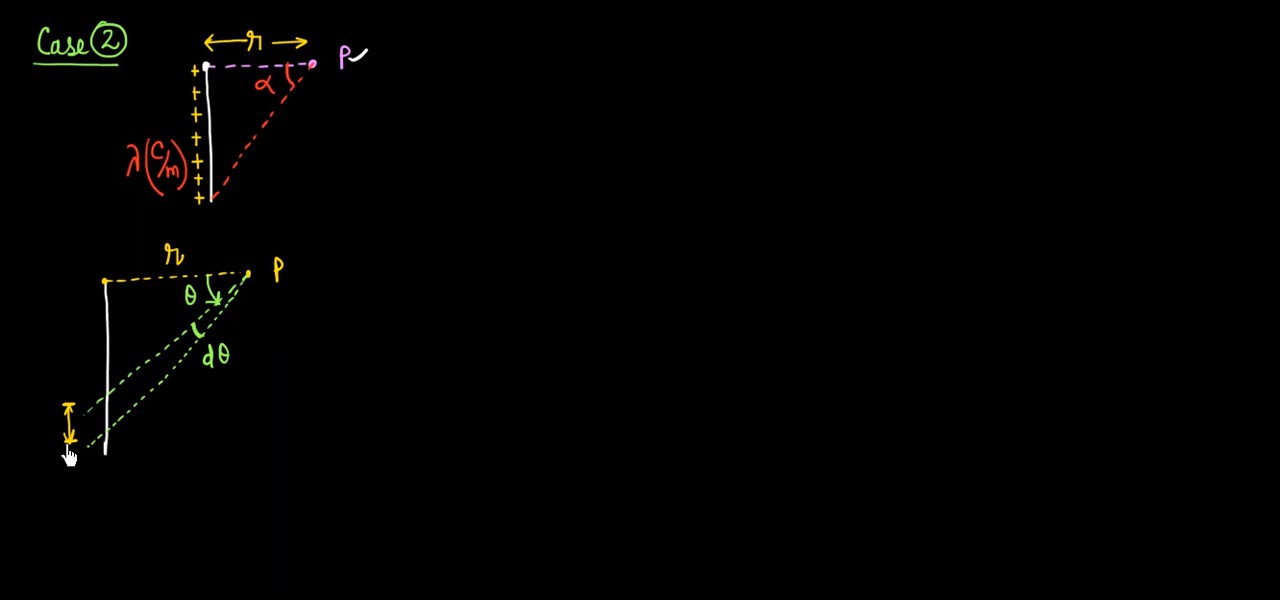 Case ②
r
P
α
λ(C/m)
+
+
+
+
+
+
+
r
P
θ
dθ